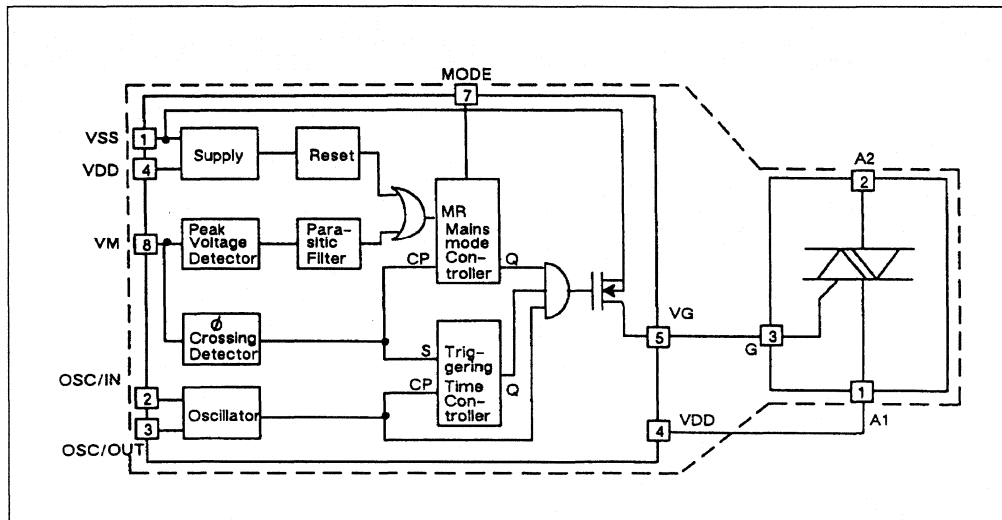 MODE
7
VSS
1
Supply
Reset
VDD
4
A2
2
MR
Mains
mode
Con-
troller
VM
8
Peak
Voltage
Detector
Para-
sitic
Filter
CP
Q
VG
5
G
3
ϕ
Crossing
Detector
S
Trig-
gering
Time
Con-
troller
CP
Q
OSC/IN
2
Oscillator
3
OSC/OUT
4
VDD
1
A1